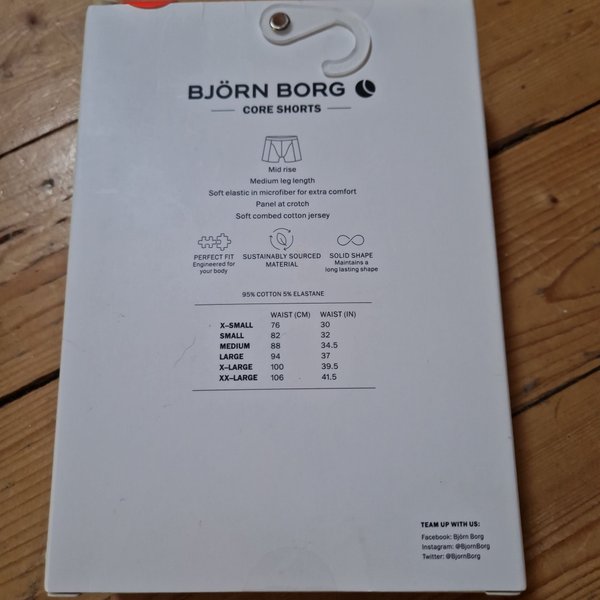 BJÖRN BORG
CORE SHORTS
Mid rise
Medium leg length
Soft elastic in microfiber for extra comfort
Panel at crotch
Soft combed cotton jersey
PERFECT FIT
Engineered for
your body
SUSTAINABLY SOURCED
MATERIAL
SOLID SHAPE
Maintains a
long lasting shape
95% COTTON 5% ELASTANE
WAIST (CM) WAIST (IN)
X–SMALL 76 30
SMALL 82 32
MEDIUM 88 34.5
LARGE 94 37
X–LARGE 100 39.5
XX–LARGE 106 41.5
TEAM UP WITH US:
Facebook: Björn Borg
Instagram: @BjornBorg
Twitter: @BjornBorg